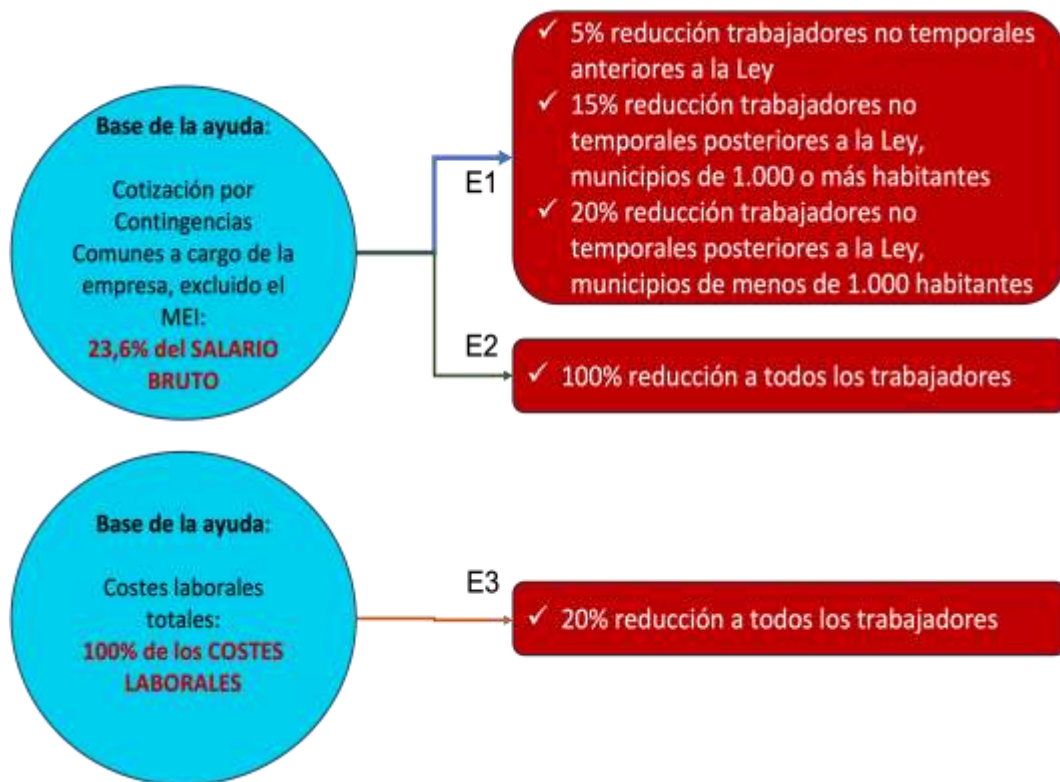 Base de la ayuda:
Cotización por
Contingencias
Comunes a cargo de la
empresa, excluido el
MEI:
23,6% del SALARIO
BRUTO
E1
✓ 5% reducción trabajadores no temporales
anteriores a la Ley
✓ 15% reducción trabajadores no
temporales posteriores a la Ley,
municipios de 1.000 o más habitantes
✓ 20% reducción trabajadores no
temporales posteriores a la Ley,
municipios de menos de 1.000 habitantes
E2
✓ 100% reducción a todos los trabajadores
Base de la ayuda:
Costes laborales
totales:
100% de los COSTES
LABORALES
E3
✓ 20% reducción a todos los trabajadores